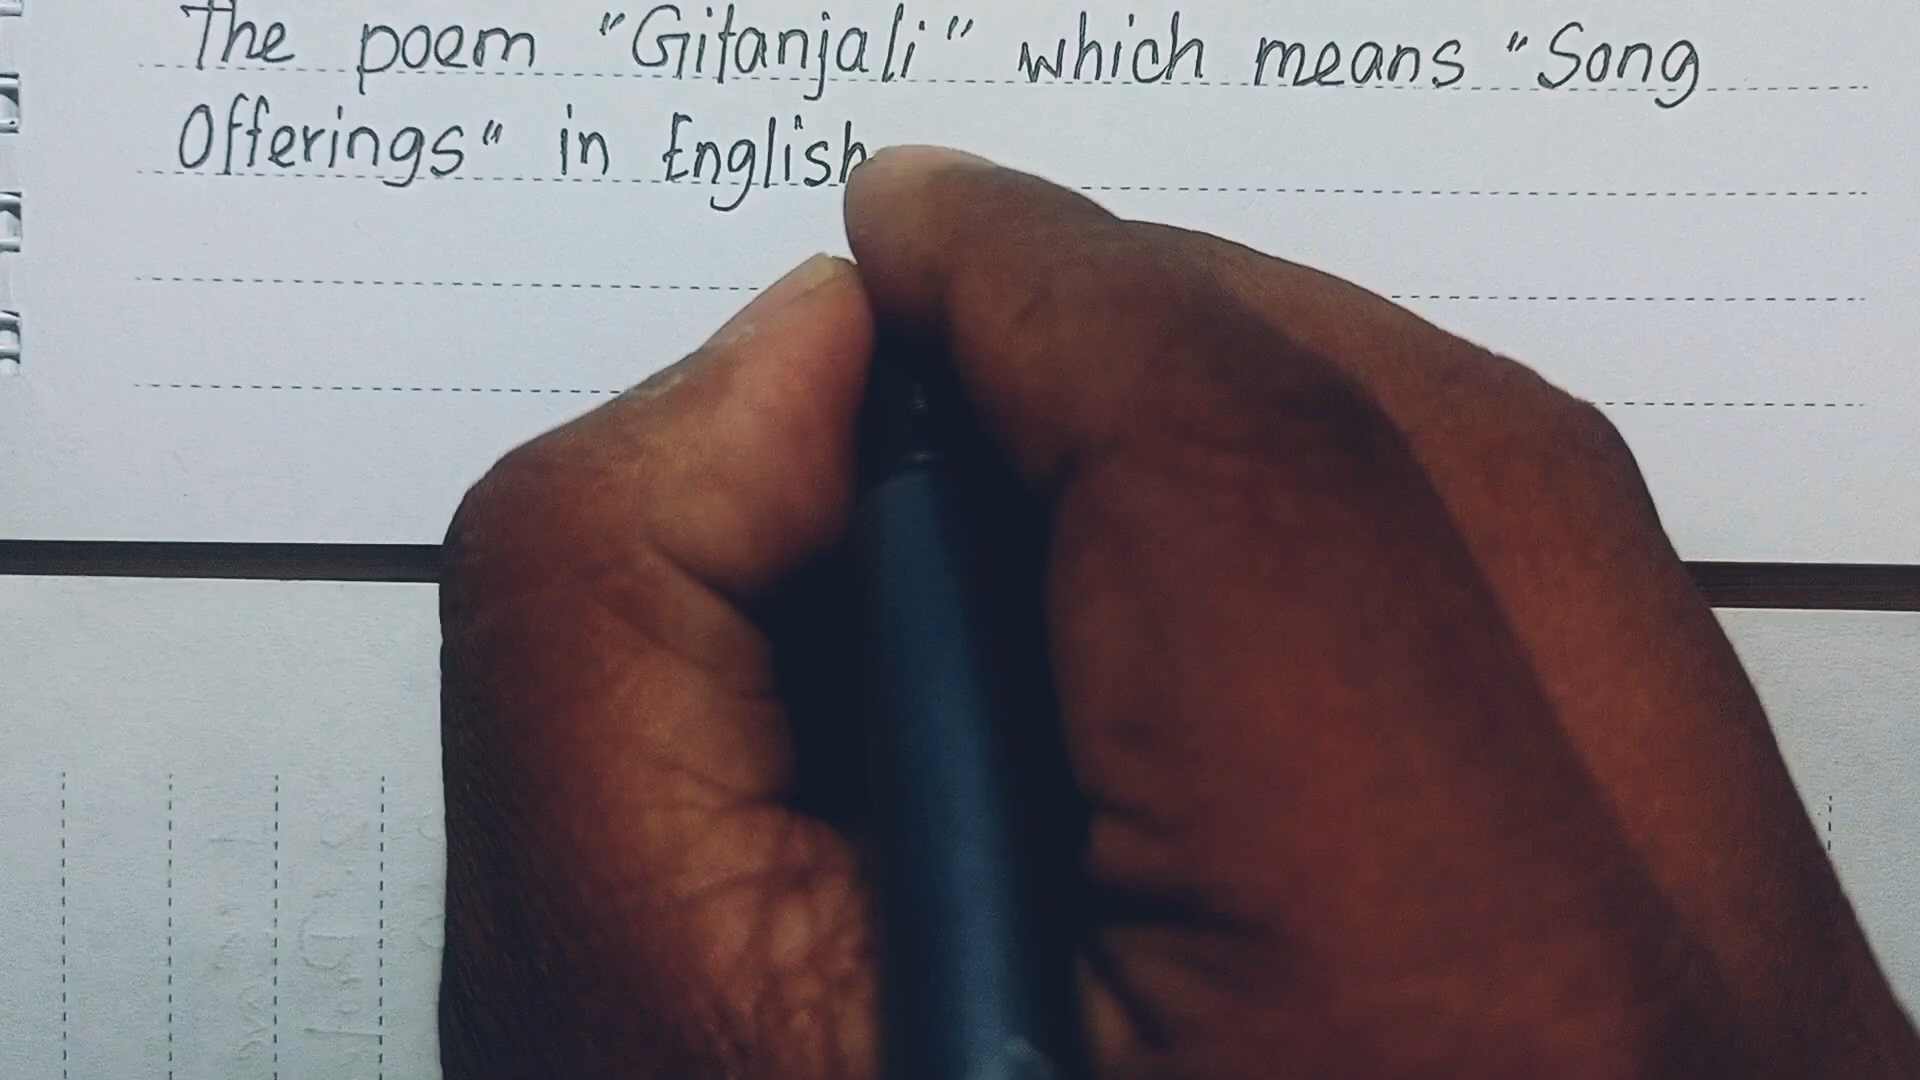 The poem "Gitanjali" which means "Song
Offerings" in English